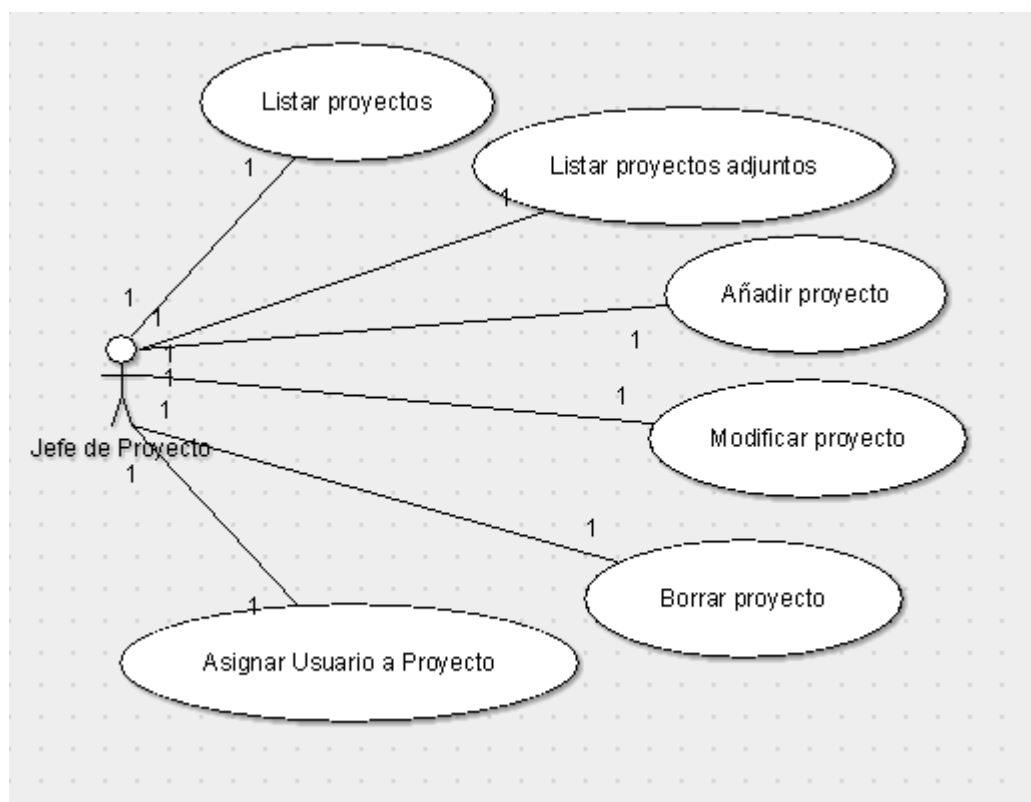 Listar proyectos
1
Listar proyectos adjuntos
1
Añadir proyecto
1
1
1
1
1
1
1
Modificar proyecto
1
Jefe de Proyecto
1
1
Borrar proyecto
1
Asignar Usuario a Proyecto